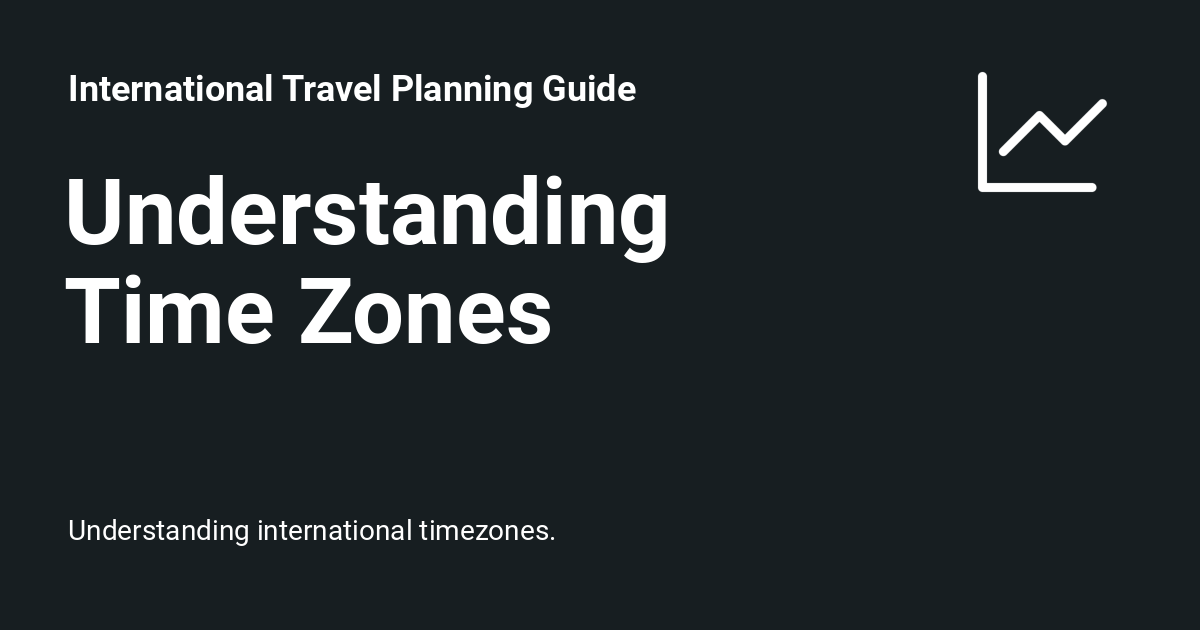 International Travel Planning Guide
Understanding
Time Zones
Understanding international timezones.